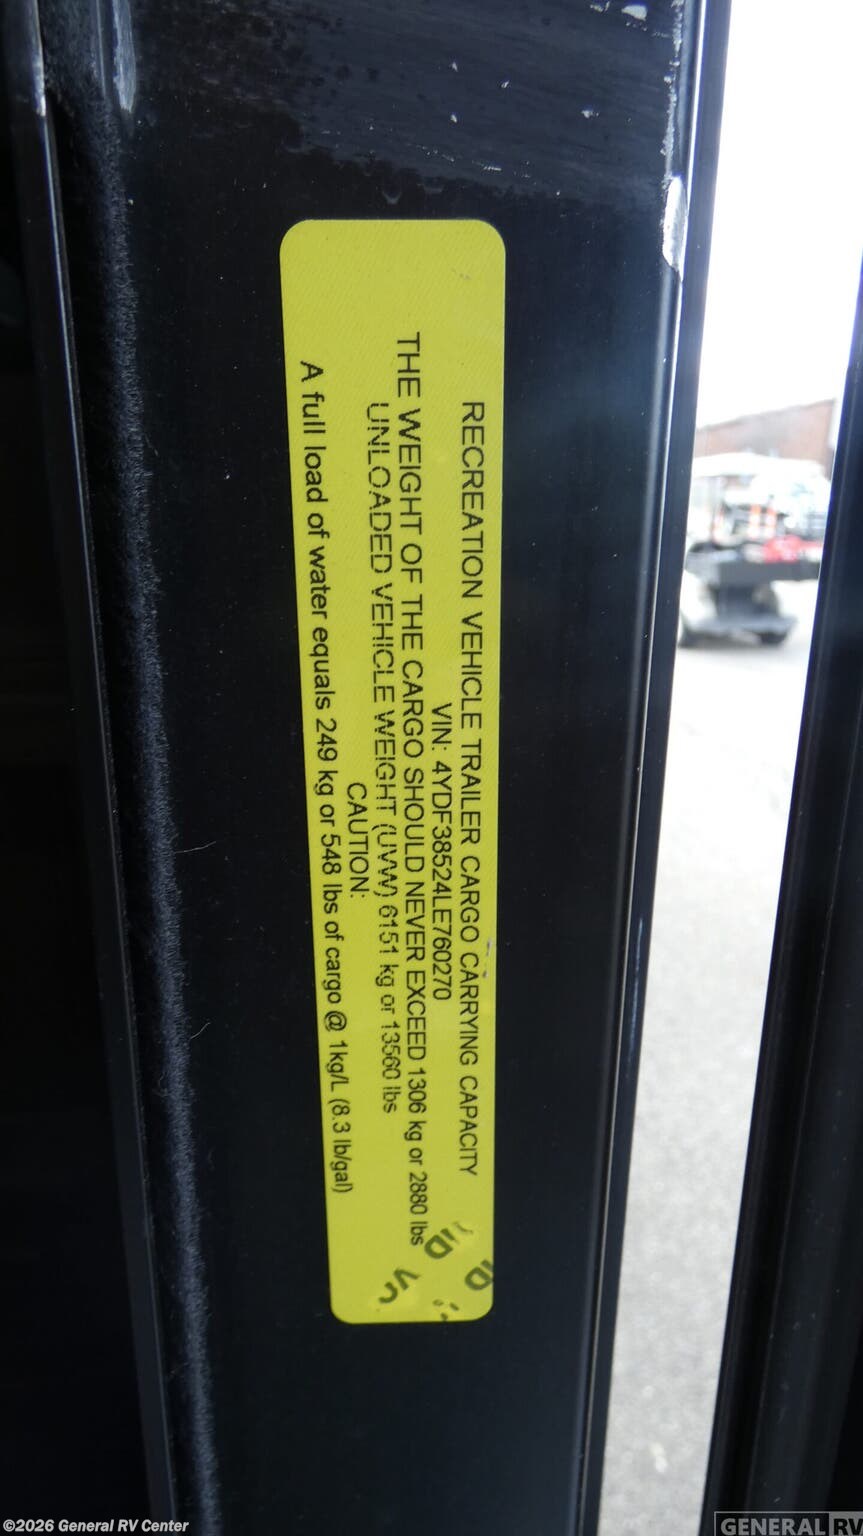 RECREATION VEHICLE TRAILER CARGO CARRYING CAPACITY
VIN: 4YDF38524LE760270
THE WEIGHT OF THE CARGO SHOULD NEVER EXCEED 1306 kg or 2880 lbs
UNLOADED VEHICLE WEIGHT (UVW) 6151 kg or 13560 lbs
CAUTION:
A full load of water equals 249 kg or 548 lbs of cargo @ 1kg/L (8.3 lb/gal)
©2026 General RV Center
GENERAL RV